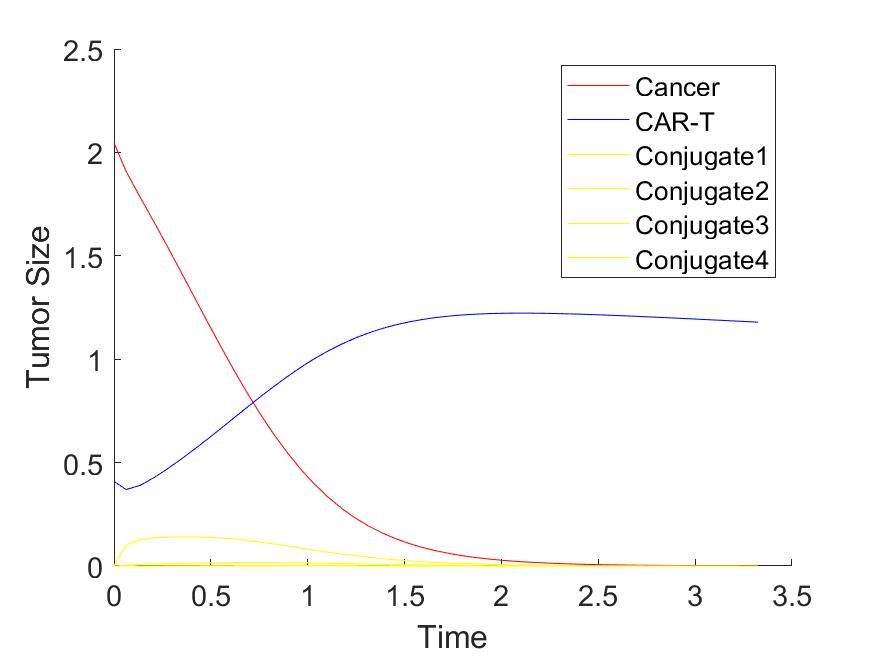 2.5
2
1.5
1
0.5
0
Tumor Size
Cancer
CAR-T
Conjugate1
Conjugate2
Conjugate3
Conjugate4
0 0.5 1 1.5 2 2.5 3 3.5
Time